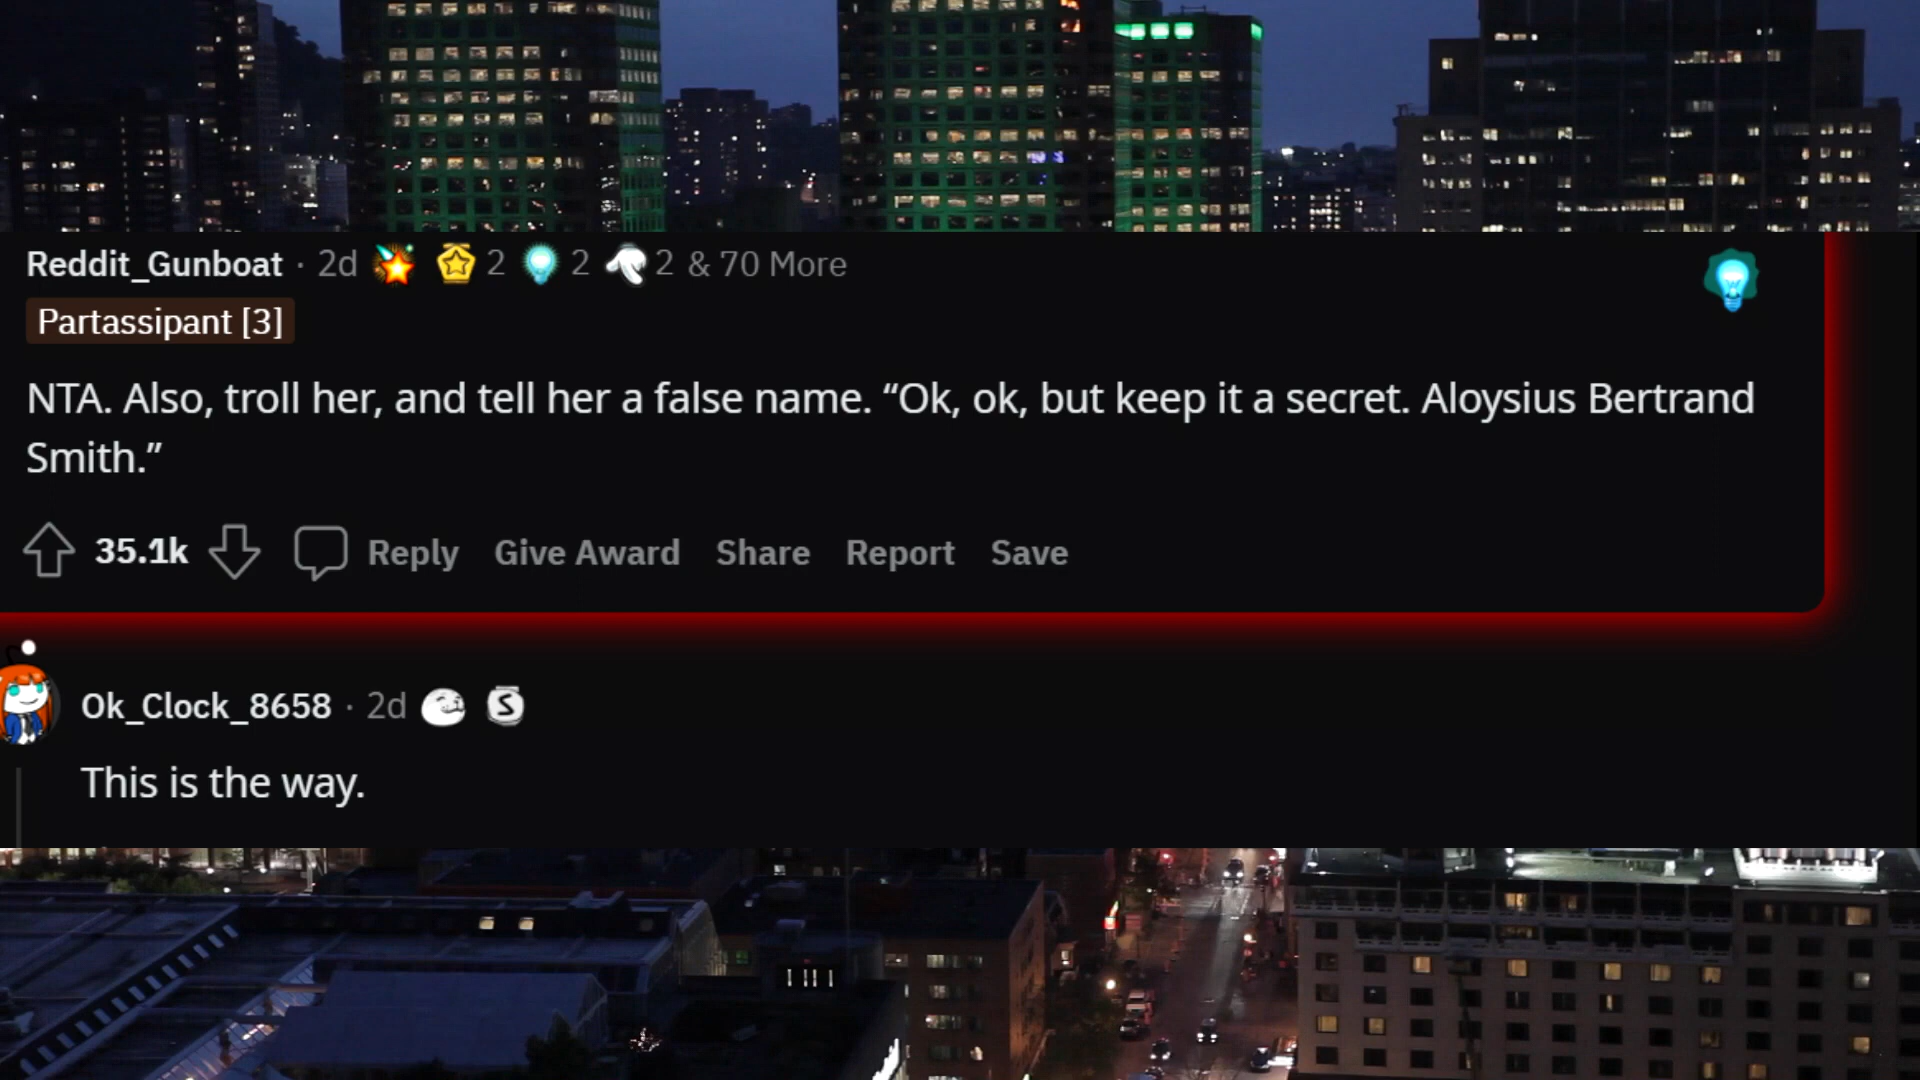 Reddit_Gunboat · 2d 2 2 2 & 70 More
Partassipant [3]
NTA. Also, troll her, and tell her a false name. “Ok, ok, but keep it a secret. Aloysius Bertrand
Smith.”
35.1k Reply Give Award Share Report Save
Ok_Clock_8658 · 2d S
This is the way.